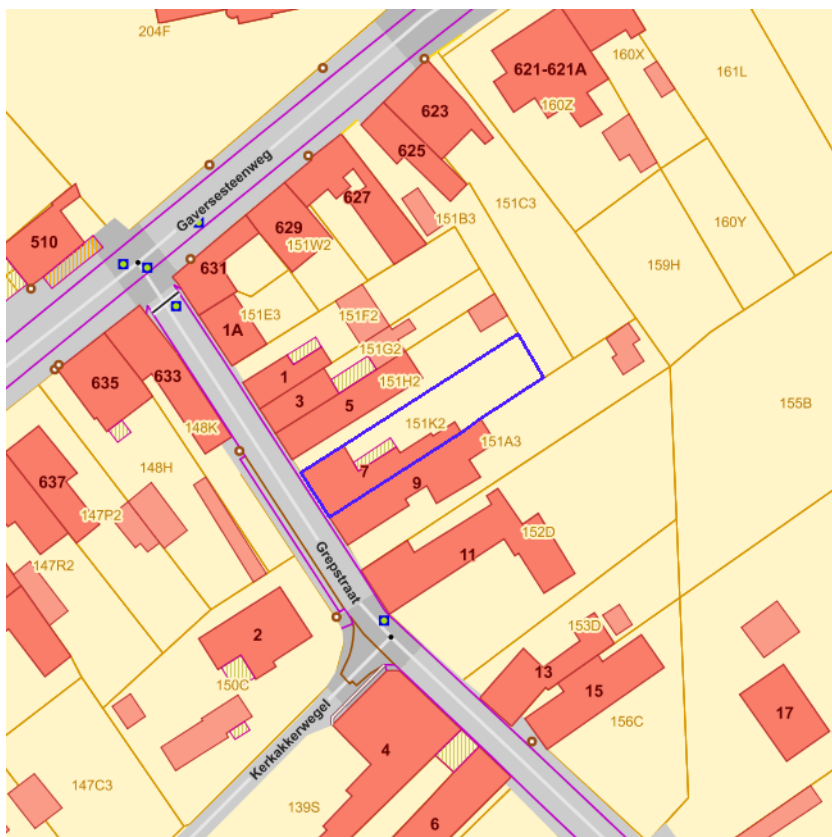 204F
160X
161L
621-621A
160Z
623
625
Gaversesteenweg
627
151C3
160Y
151B3
629
510
151W2
159H
631
151E3
151F2
1A
151G2
1
151H2
635
633
3
5
155B
148K
151K2
151A3
148H
7
637
9
147P2
152D
11
147R2
Grepstraat
153D
2
13
15
150C
17
156C
Kerkakkerwegel
4
147C3
139S
6